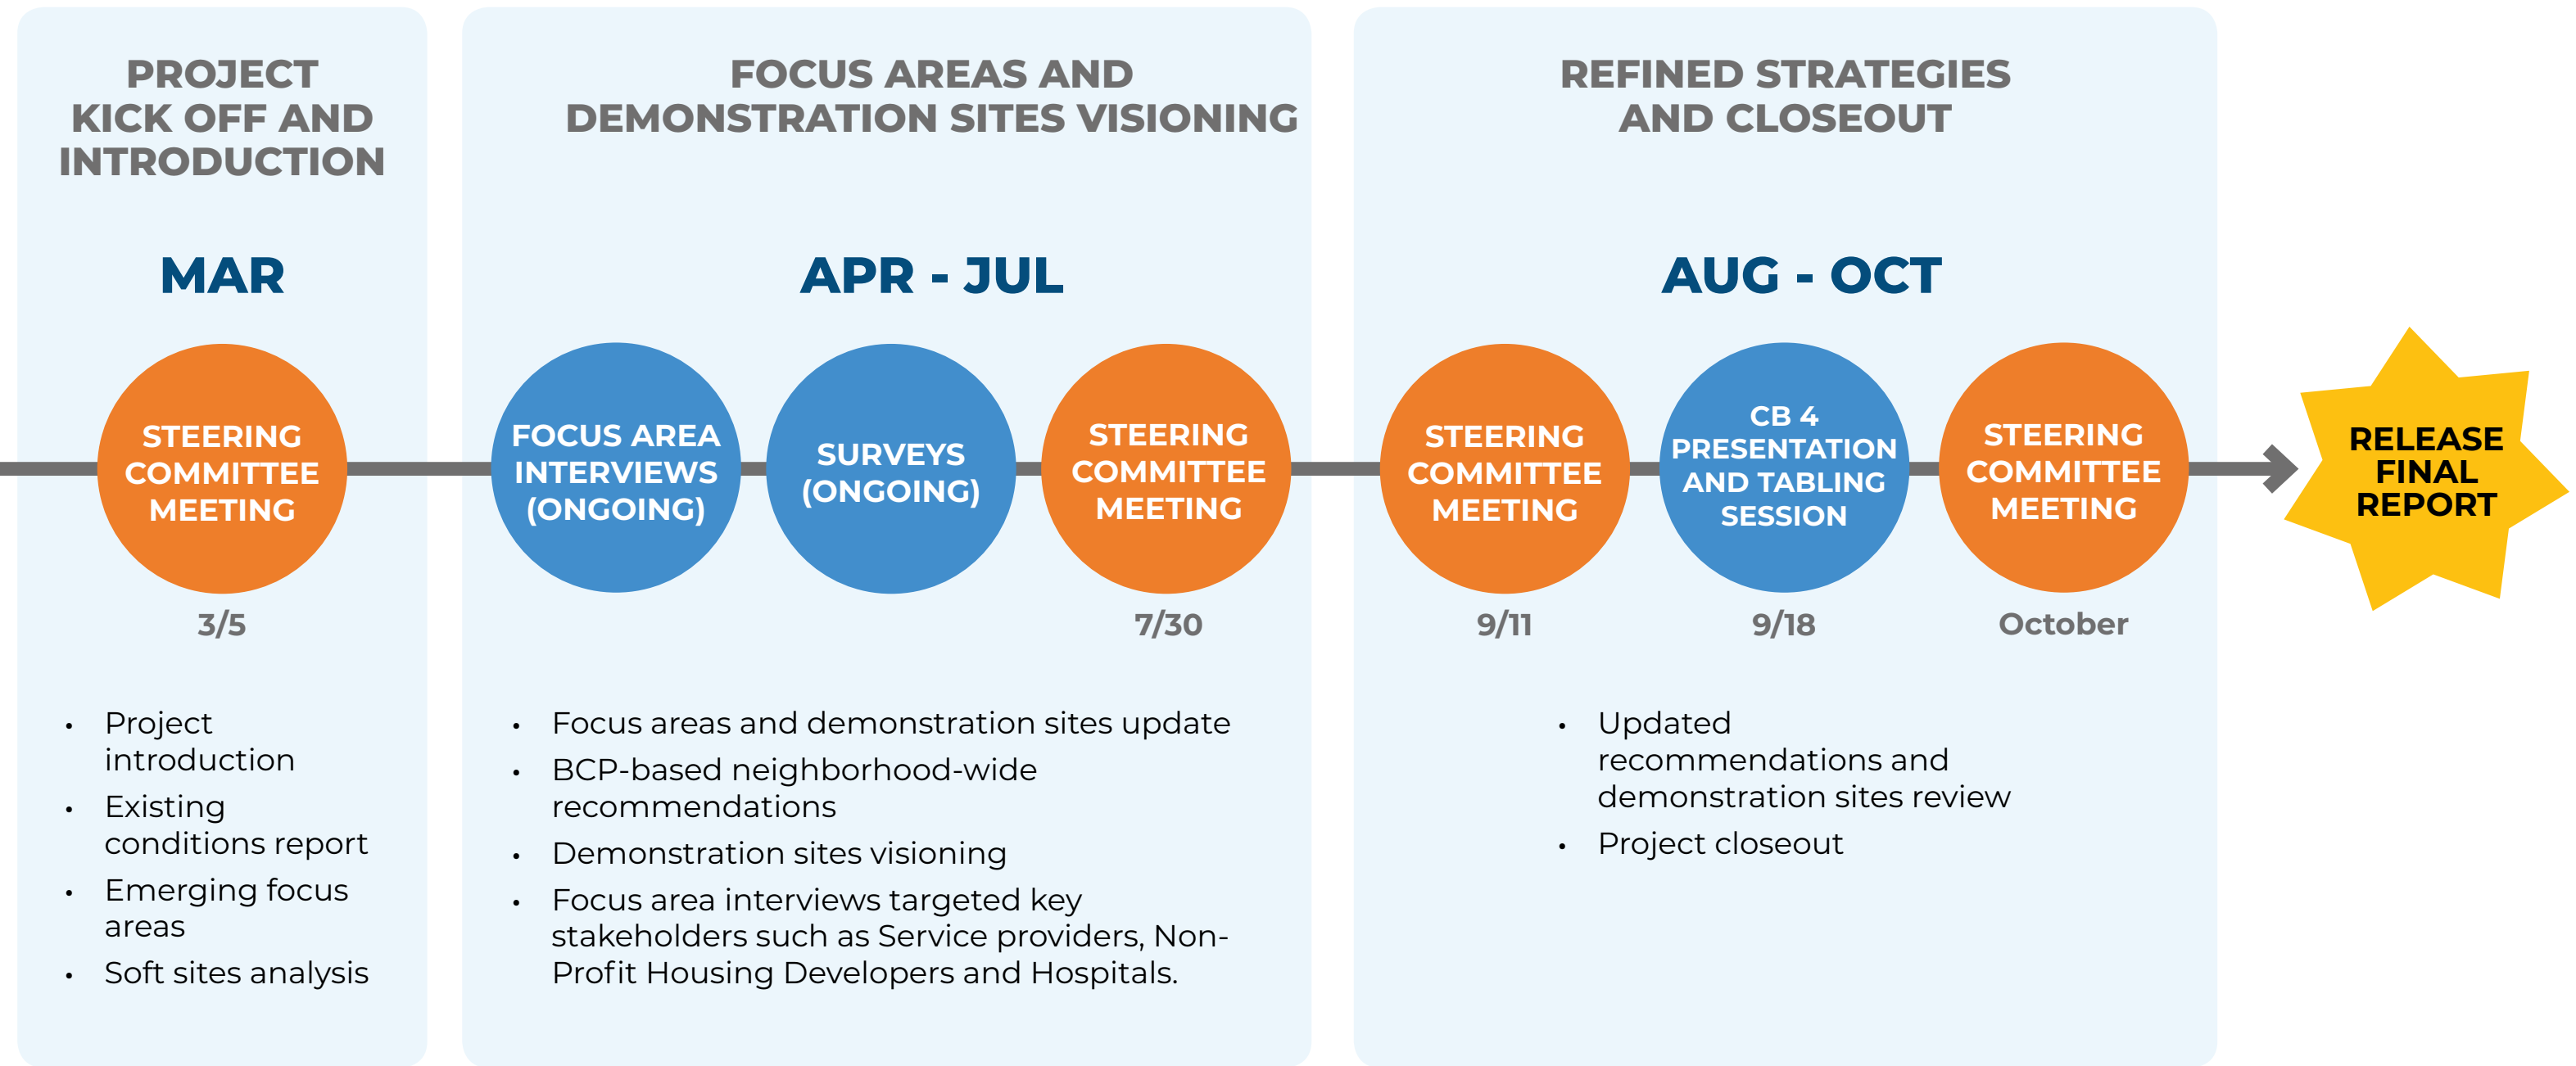 PROJECT
KICK OFF AND
INTRODUCTION
MAR
STEERING
COMMITTEE
MEETING
3/5
• Project
introduction
• Existing
conditions report
• Emerging focus
areas
• Soft sites analysis
FOCUS AREAS AND
DEMONSTRATION SITES VISIONING
APR - JUL
FOCUS AREA
INTERVIEWS
(ONGOING)
SURVEYS
(ONGOING)
STEERING
COMMITTEE
MEETING
7/30
• Focus areas and demonstration sites update
• BCP-based neighborhood-wide
recommendations
• Demonstration sites visioning
• Focus area interviews targeted key
stakeholders such as Service providers, Non-
Profit Housing Developers and Hospitals.
REFINED STRATEGIES
AND CLOSEOUT
AUG - OCT
STEERING
COMMITTEE
MEETING
9/11
CB 4
PRESENTATION
AND TABLING
SESSION
9/18
STEERING
COMMITTEE
MEETING
October
• Updated
recommendations and
demonstration sites review
• Project closeout
RELEASE
FINAL
REPORT